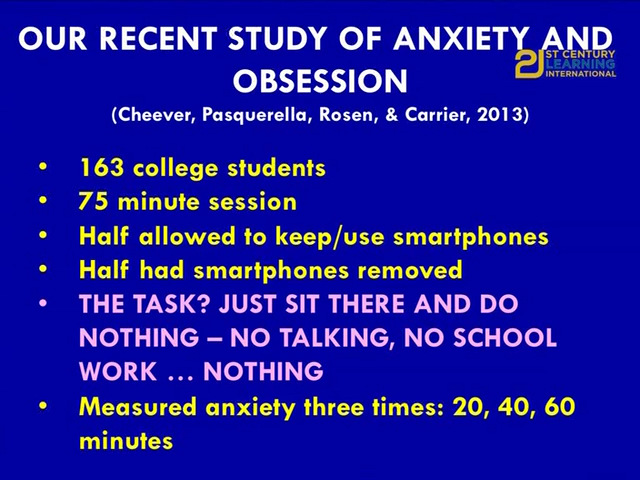 OUR RECENT STUDY OF ANXIETY AND
OBSESSION
(Cheever, Pasquerella, Rosen, & Carrier, 2013)
21ST CENTURY
LEARNING
INTERNATIONAL
• 163 college students
• 75 minute session
• Half allowed to keep/use smartphones
• Half had smartphones removed
• THE TASK? JUST SIT THERE AND DO
NOTHING – NO TALKING, NO SCHOOL
WORK … NOTHING
• Measured anxiety three times: 20, 40, 60
minutes